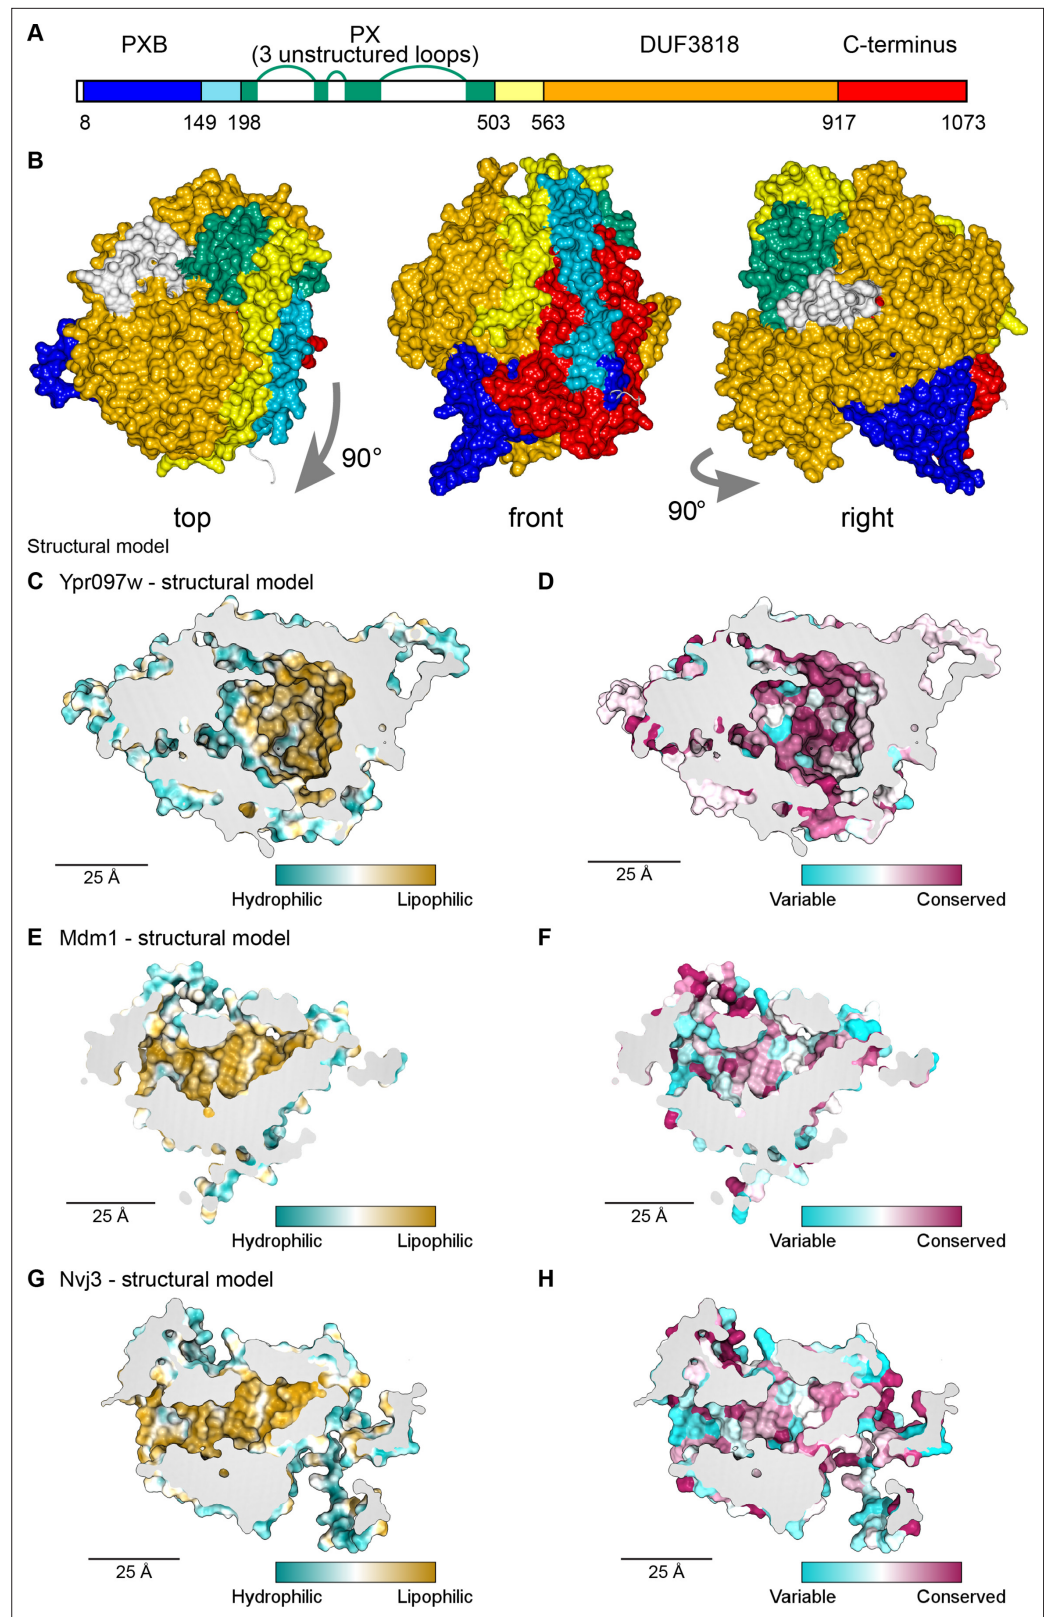 A
PXB
PX
(3 unstructured loops)
DUF3818
C-terminus
8
149
198
503
563
917
1073
B
90°
90°
top
front
right
Structural model
C Ypr097w - structural model
D
25 Å
Hydrophilic
Lipophilic
25 Å
Variable
Conserved
E Mdm1 - structural model
F
25 Å
Hydrophilic
Lipophilic
25 Å
Variable
Conserved
G Nvj3 - structural model
H
25 Å
Hydrophilic
Lipophilic
25 Å
Variable
Conserved